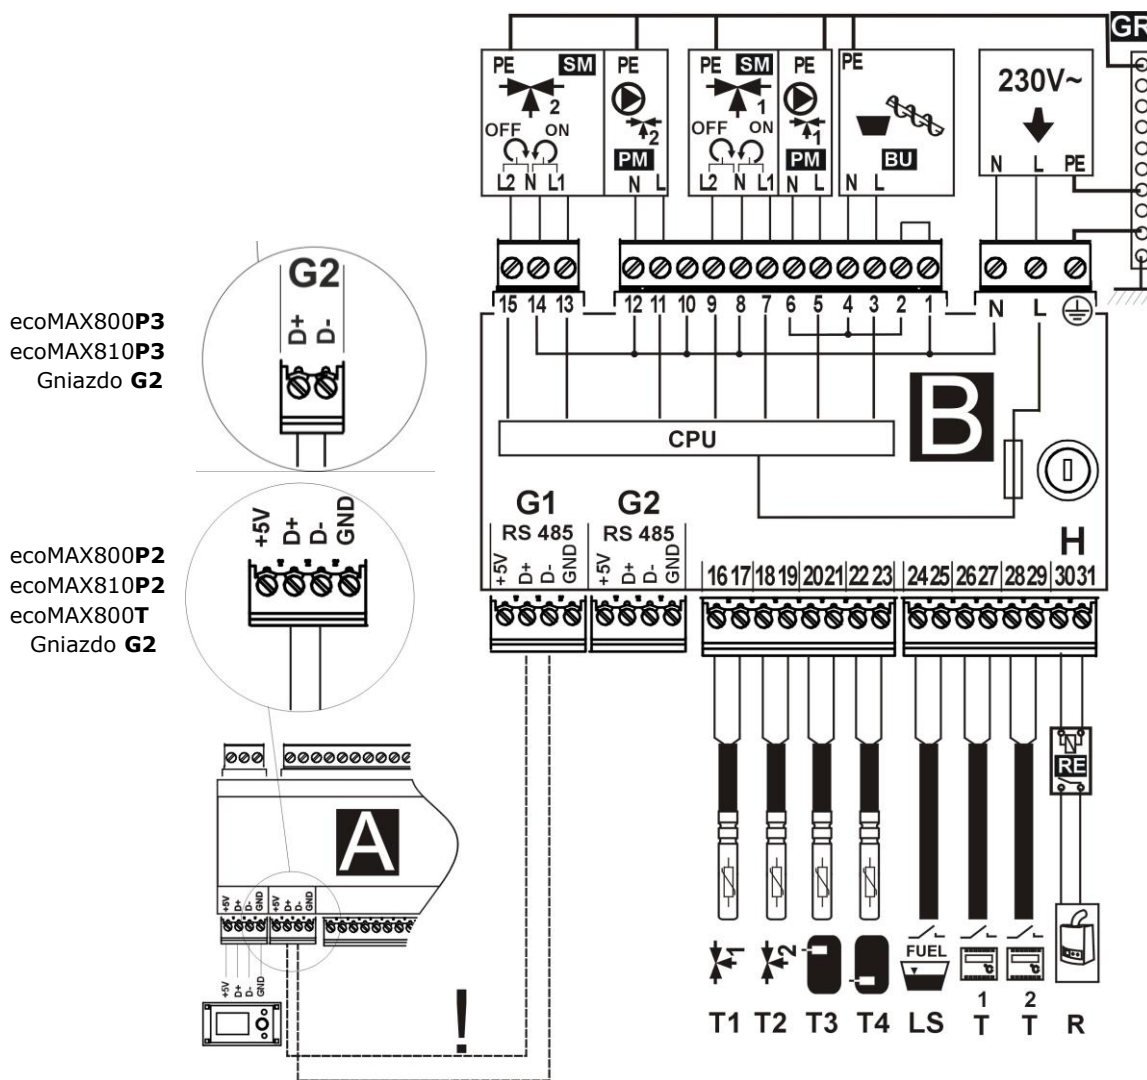 GR
PE SM PE PE SM PE PE
230V~
2 2 1 1
OFF ON OFF ON
PM PM BU
L2 N L1 N L L2 N L1 N L N L N L PE
15 14 13 12 11 10 9 8 7 6 5 4 3 2 1 N L
B
CPU
G2
D+ D-
ecoMAX800P3
ecoMAX810P3
Gniazdo G2
+5V D+ D- GND
ecoMAX800P2
ecoMAX810P2
ecoMAX800T
Gniazdo G2
G1 G2
RS 485 RS 485
+5V D+ D- GND +5V D+ D- GND
H
16 17 18 19 20 21 22 23 24 25 26 27 28 29 30 31
RE
A
+5V D+ D- GND +5V D+ D- GND
+5V D+ D- GND
!
1 2 FUEL
1 2
T1 T2 T3 T4 LS T T R